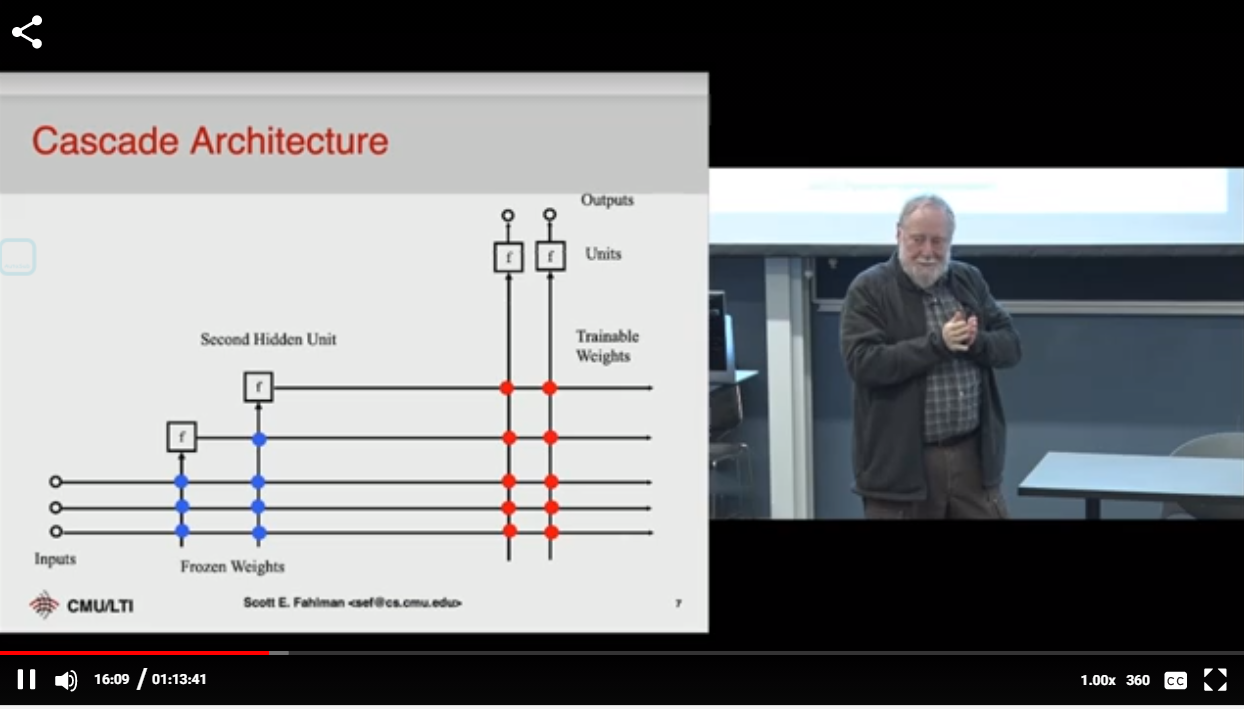 Cascade Architecture
Outputs
f f Units
Second Hidden Unit
Trainable
Weights
f
f
Inputs
Frozen Weights
CMU/LTI
Scott E. Fahlman <sef@cs.cmu.edu>
7
16:09 / 01:13:41
1.00x 360 CC